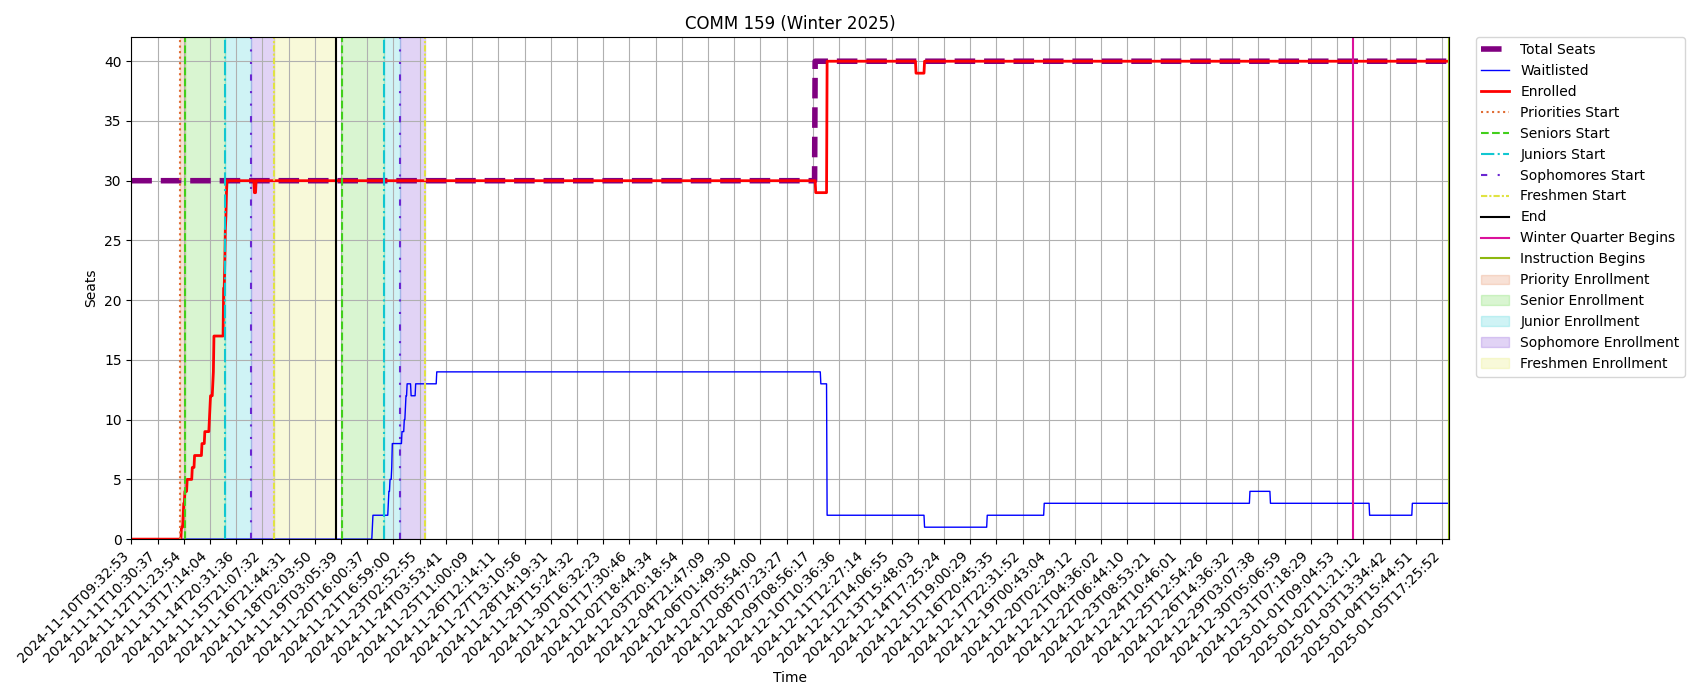 COMM 159 (Winter 2025)
Seats
40
35
30
25
20
15
10
5
0
2024-11-10T09:32:53
2024-11-11T10:30:37
2024-11-12T11:23:54
2024-11-13T17:14:04
2024-11-14T20:31:36
2024-11-15T21:07:32
2024-11-16T21:44:31
2024-11-18T02:03:50
2024-11-19T03:05:39
2024-11-20T16:00:37
2024-11-21T16:59:00
2024-11-23T02:52:55
2024-11-24T03:53:41
2024-11-25T11:00:09
2024-11-26T12:14:11
2024-11-27T13:10:56
2024-11-28T14:19:31
2024-11-29T15:24:32
2024-11-30T16:32:23
2024-12-01T17:30:46
2024-12-02T18:44:34
2024-12-03T20:18:54
2024-12-04T21:47:09
2024-12-06T01:49:30
2024-12-07T05:54:00
2024-12-08T07:23:27
2024-12-09T08:56:17
2024-12-10T10:36:36
2024-12-11T12:27:14
2024-12-12T14:06:55
2024-12-13T15:48:03
2024-12-14T17:25:24
2024-12-15T19:00:29
2024-12-16T20:45:35
2024-12-17T22:31:52
2024-12-19T00:43:04
2024-12-20T02:29:12
2024-12-21T04:36:02
2024-12-22T06:44:10
2024-12-23T08:53:21
2024-12-24T10:46:01
2024-12-25T12:54:26
2024-12-26T14:36:32
2024-12-29T03:07:38
2024-12-30T05:06:59
2024-12-31T07:18:29
2025-01-01T09:04:53
2025-01-02T11:21:12
2025-01-03T13:34:42
2025-01-04T15:44:51
2025-01-05T17:25:52
Time
Total Seats
Waitlisted
Enrolled
Priorities Start
Seniors Start
Juniors Start
Sophomores Start
Freshmen Start
End
Winter Quarter Begins
Instruction Begins
Priority Enrollment
Senior Enrollment
Junior Enrollment
Sophomore Enrollment
Freshmen Enrollment